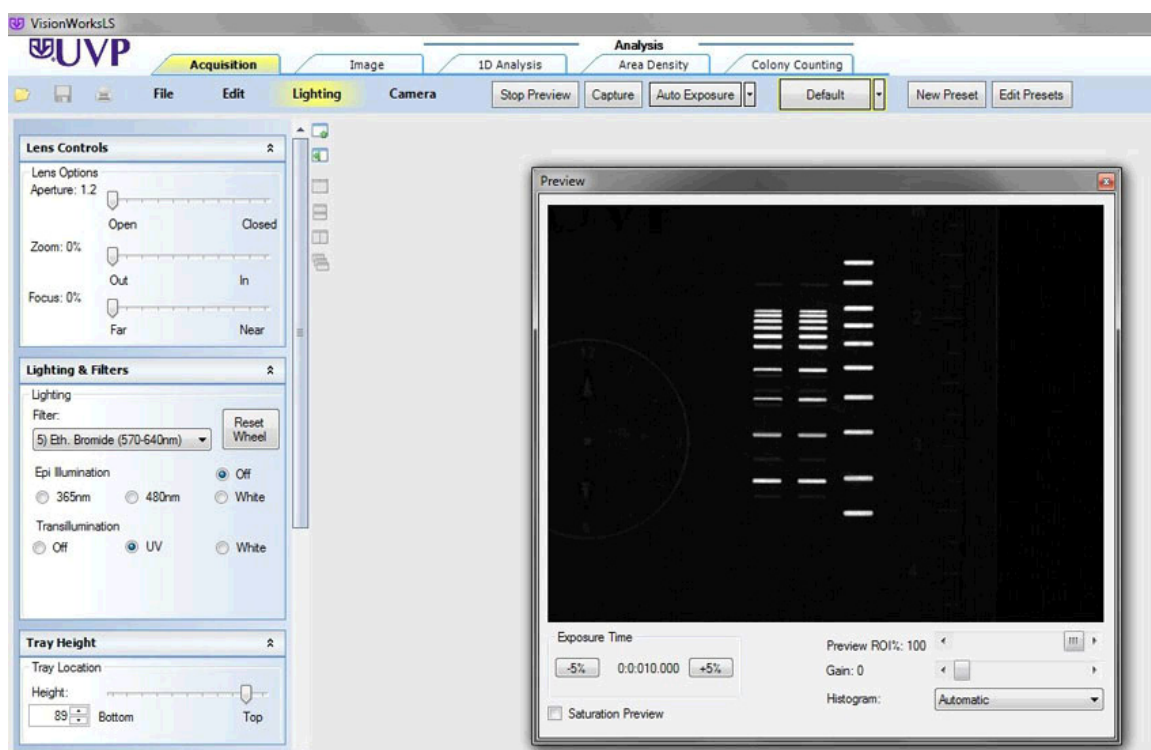 VisionWorksLS
UVP
Analysis
Acquisition Image 1D Analysis Area Density Colony Counting
File Edit Lighting Camera Stop Preview Capture Auto Exposure Default New Preset Edit Presets
Lens Controls
Lens Options
Aperture: 1.2
Open Closed
Zoom: 0%
Out In
Focus: 0%
Far Near
Lighting & Filters
Lighting
Filter:
5) Eth. Bromide (570-640nm)
Reset
Wheel
Epi Illumination
Off
365nm 480nm White
Transillumination
Off UV White
Tray Height
Tray Location
Height:
89 Bottom Top
Preview
UVP
12
Exposure Time
-5% 0:0:010.000 +5%
Saturation Preview
Preview ROI%: 100
Gain: 0
Histogram: Automatic